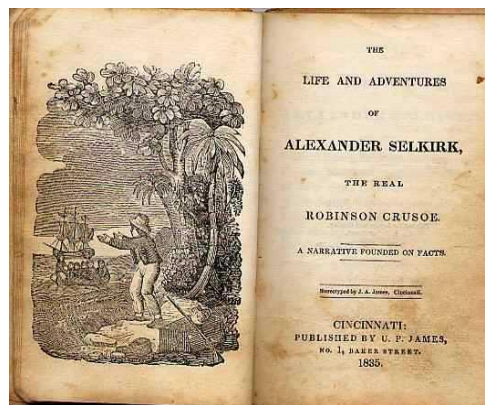 THE
LIFE AND ADVENTURES
OF
ALEXANDER SELKIRK,
THE REAL
ROBINSON CRUSOE.
A NARRATIVE FOUNDED ON FACTS.
Stereotyped by J. A. James, Cincinnati.
CINCINNATI:
PUBLISHED BY U. P. JAMES,
NO. 1, BAKER STREET.
1835.